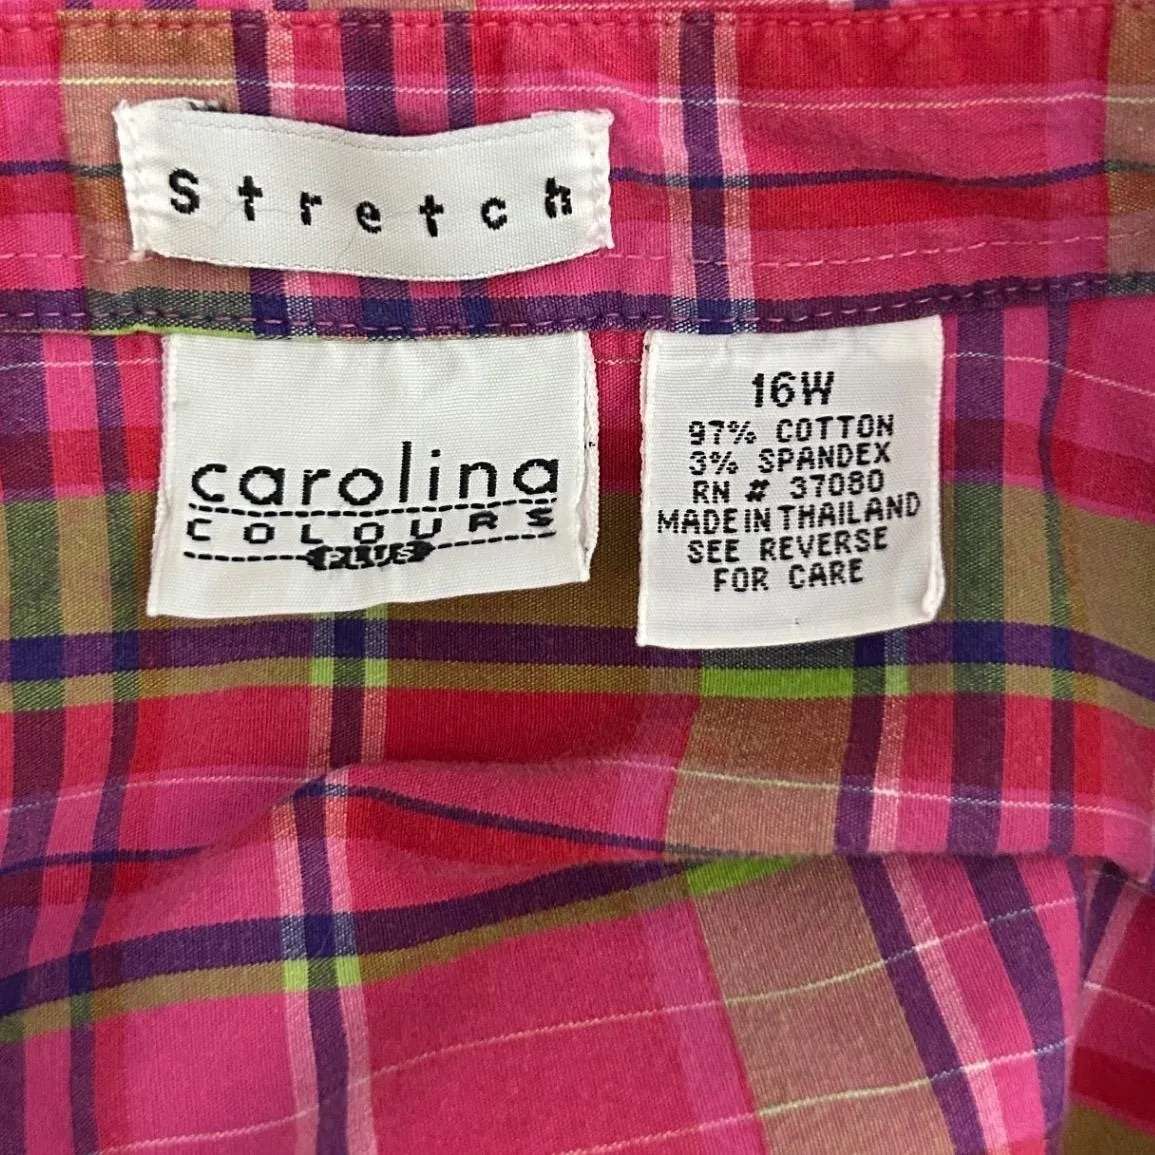 Stretch
carolina
COLOURS
PLUS
16W
97% COTTON
3% SPANDEX
RN # 37080
MADE IN THAILAND
SEE REVERSE
FOR CARE